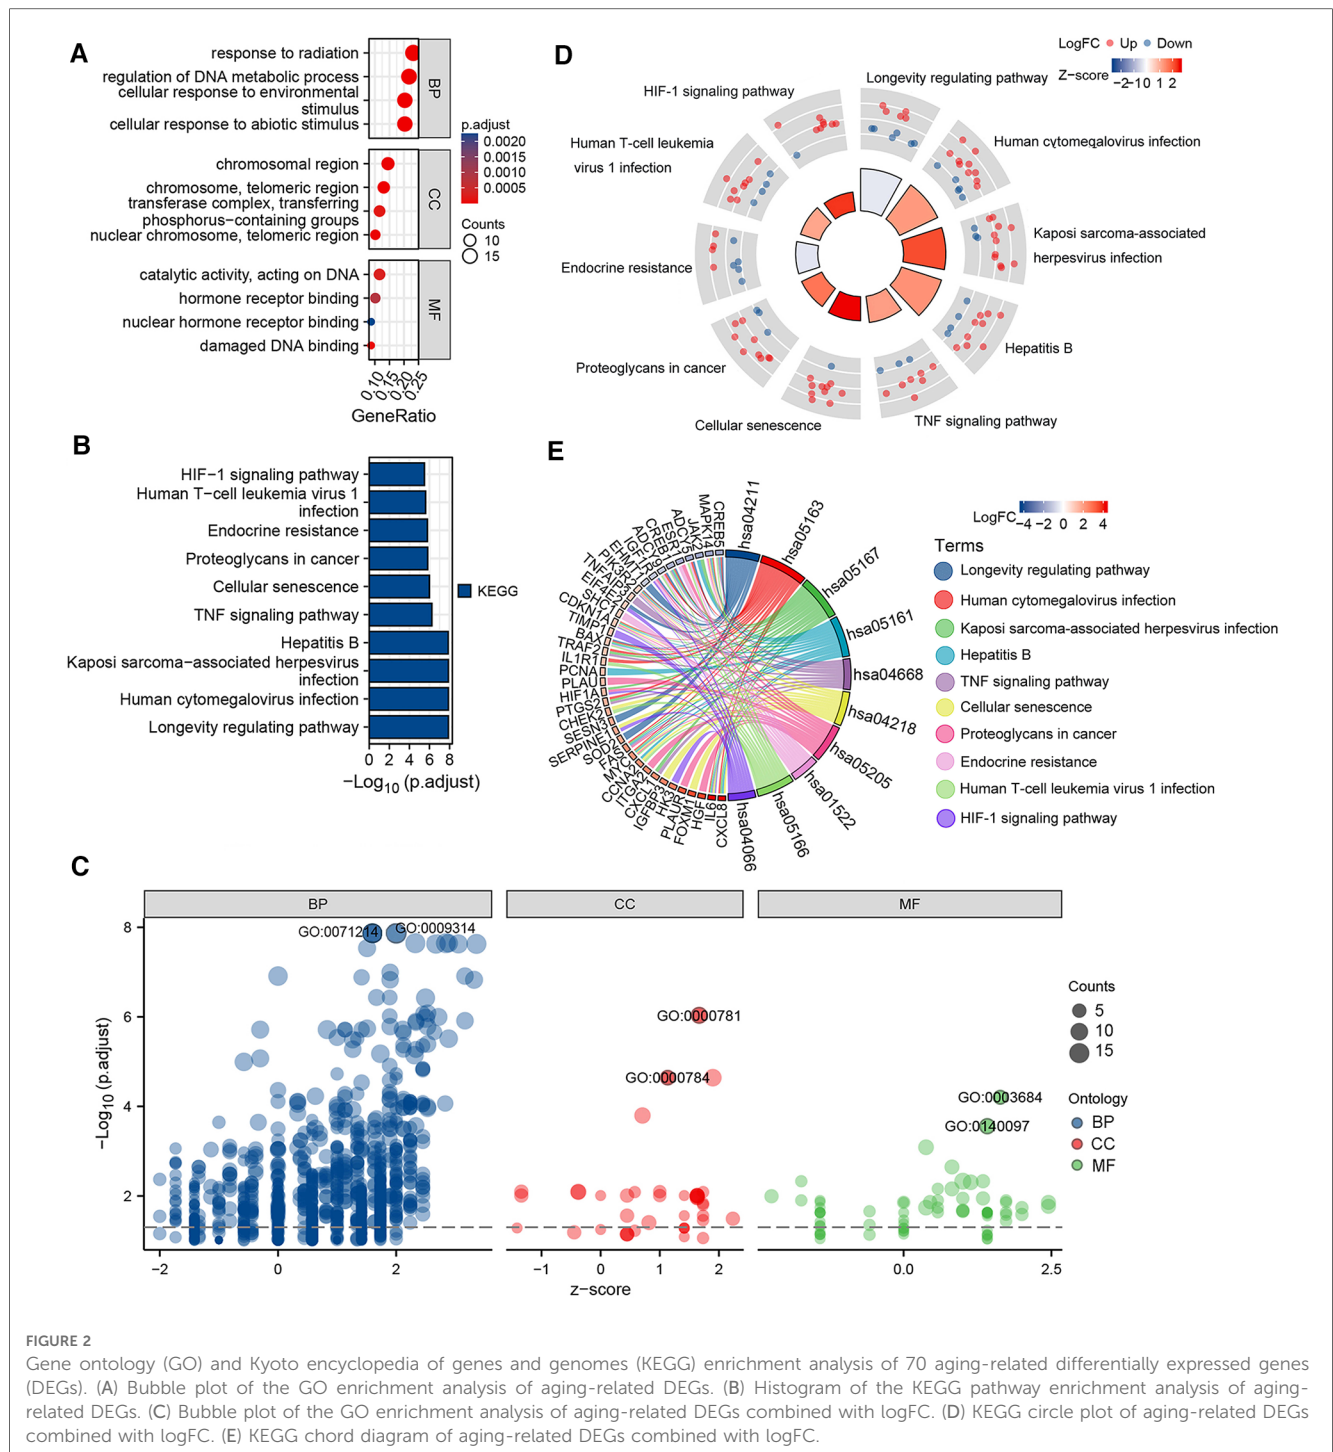 A
response to radiation
regulation of DNA metabolic process
cellular response to environmental
stimulus
cellular response to abiotic stimulus
BP
chromosomal region
chromosome, telomeric region
transferase complex, transferring
phosphorus-containing groups
nuclear chromosome, telomeric region
CC
catalytic activity, acting on DNA
hormone receptor binding
nuclear hormone receptor binding
damaged DNA binding
MF
0.10
0.15
0.20
0.25
GeneRatio
p.adjust
0.0020
0.0015
0.0010
0.0005
Counts
10
15
B
HIF−1 signaling pathway
Human T−cell leukemia virus 1
infection
Endocrine resistance
Proteoglycans in cancer
Cellular senescence
TNF signaling pathway
Hepatitis B
Kaposi sarcoma−associated herpesvirus
infection
Human cytomegalovirus infection
Longevity regulating pathway
0 2 4 6 8
−Log10 (p.adjust)
KEGG
D
LogFC Up Down
Z−score
−2 −1 0 1 2
Longevity regulating pathway
HIF-1 signaling pathway
Human T-cell leukemia
virus 1 infection
Human cytomegalovirus infection
Kaposi sarcoma-associated
herpesvirus infection
Endocrine resistance
Hepatitis B
Proteoglycans in cancer
TNF signaling pathway
Cellular senescence
E
hsa04211
hsa05163
hsa05167
hsa05161
hsa04668
hsa04218
hsa05205
hsa01522
hsa05166
hsa04066
CREB5
MAPK14
JAK2
ADCY5
ESR1
CREB1
CDKN1A
TIMP1
BAX
TRAF2
IL1R1
PCNA
PLAU
HIF1A
PTGS2
CHEK2
SESN3
SERPINE1
SOD2
FAS
MYC
CCNA2
ITGA2
CXCL1
IGFBP3
HK3
PLAUR
FOXM1
HGF
IL6
CXCL8
LogFC
−4 −2 0 2 4
Terms
Longevity regulating pathway
Human cytomegalovirus infection
Kaposi sarcoma-associated herpesvirus infection
Hepatitis B
TNF signaling pathway
Cellular senescence
Proteoglycans in cancer
Endocrine resistance
Human T-cell leukemia virus 1 infection
HIF-1 signaling pathway
C
BP
CC
MF
8
6
4
2
−Log10 (p.adjust)
GO:0071214
GO:0009314
GO:0000781
GO:0000784
GO:0003684
GO:0140097
−2 0 2
−1 0 1 2
0.0 2.5
z−score
Counts
5
10
15
Ontology
BP
CC
MF
FIGURE 2
Gene ontology (GO) and Kyoto encyclopedia of genes and genomes (KEGG) enrichment analysis of 70 aging-related differentially expressed genes
(DEGs). (A) Bubble plot of the GO enrichment analysis of aging-related DEGs. (B) Histogram of the KEGG pathway enrichment analysis of aging-
related DEGs. (C) Bubble plot of the GO enrichment analysis of aging-related DEGs combined with logFC. (D) KEGG circle plot of aging-related DEGs
combined with logFC. (E) KEGG chord diagram of aging-related DEGs combined with logFC.